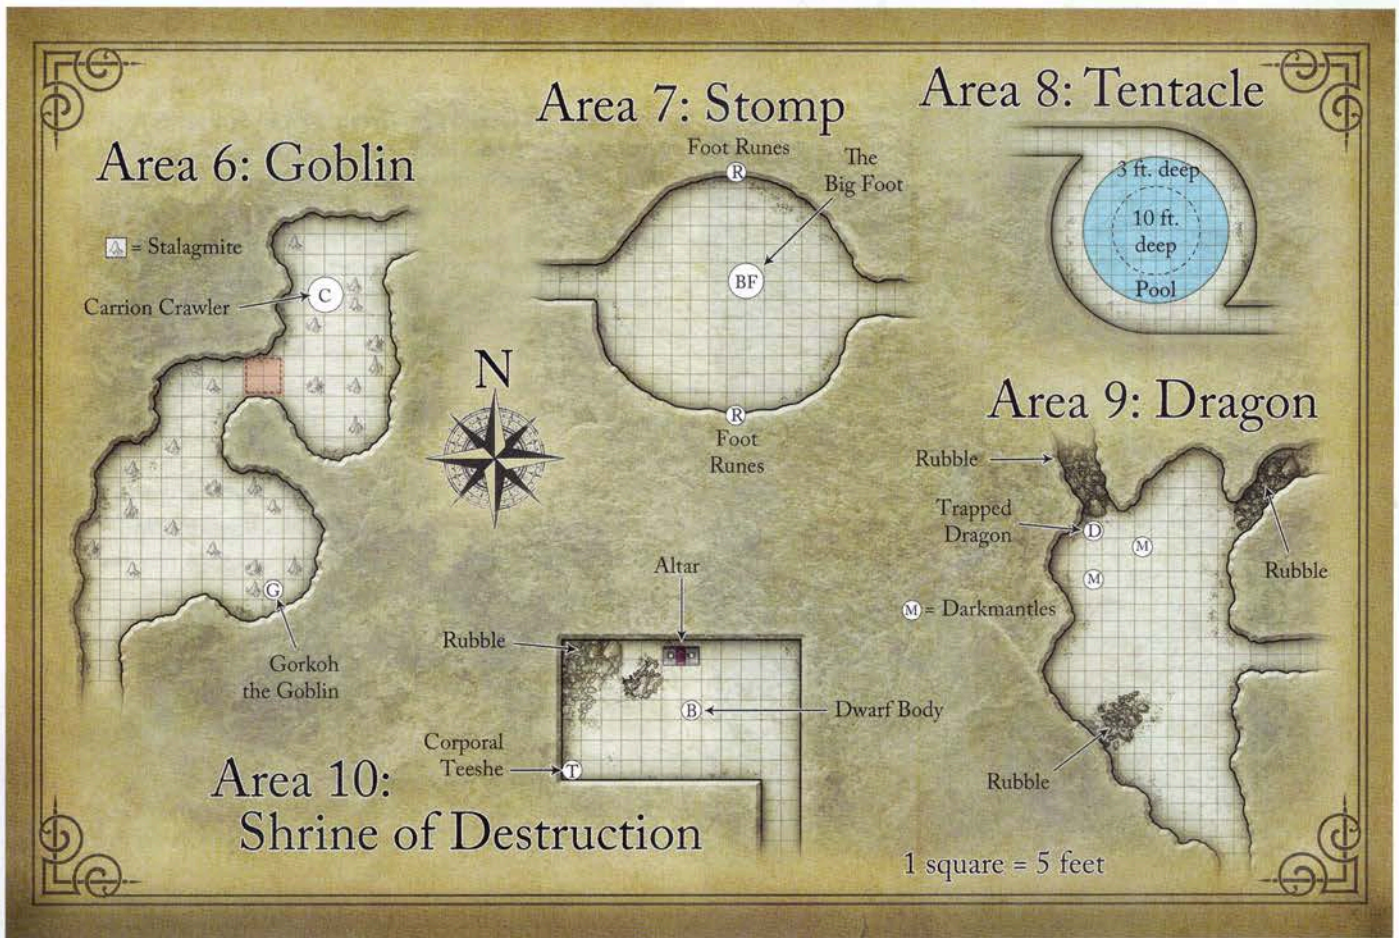 Area 6: Goblin
= Stalagmite
Carrion Crawler
C
G
Gorkoh
the Goblin
Area 7: Stomp
Foot Runes
R
The
Big Foot
BF
R
Foot
Runes
Area 8: Tentacle
3 ft. deep
10 ft.
deep
Pool
N
Area 9: Dragon
Rubble
Trapped
Dragon
D
M
M
Rubble
M = Darkmantles
Rubble
Area 10:
Shrine of Destruction
Altar
Rubble
B
Dwarf Body
Corporal
Teeshe
T
1 square = 5 feet